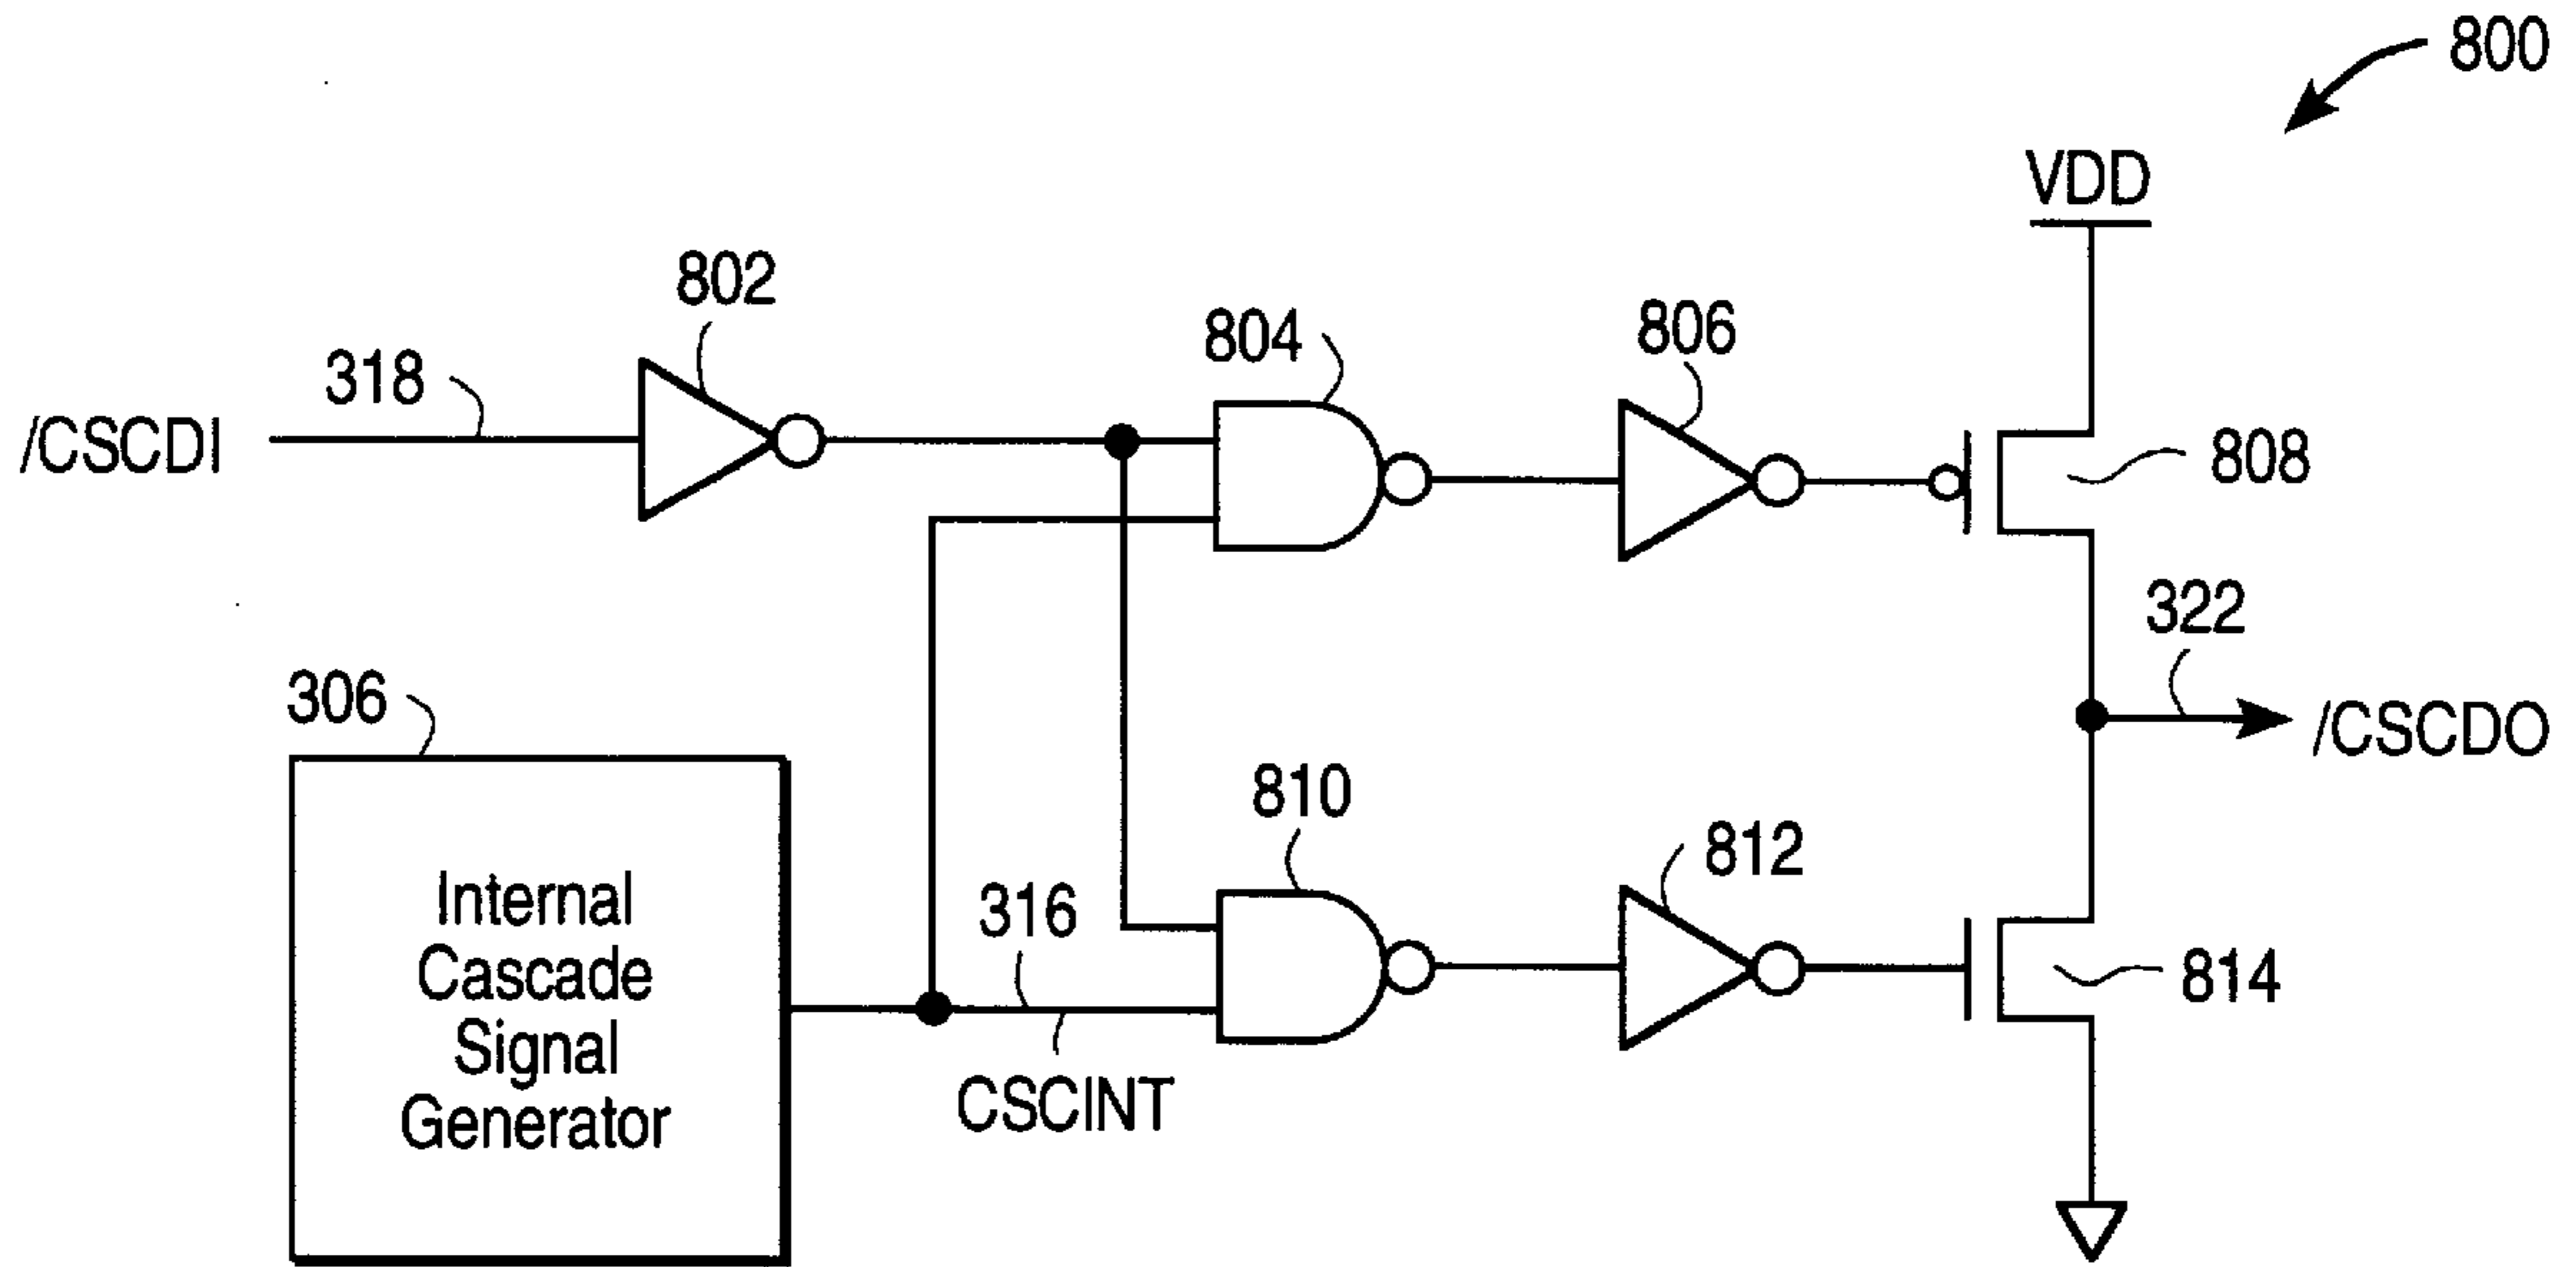 800
VDD
802
804
806
318
/CSCDI
808
322
306
/CSCDO
810
812
316
814
Internal
Cascade
Signal
Generator
CSCINT